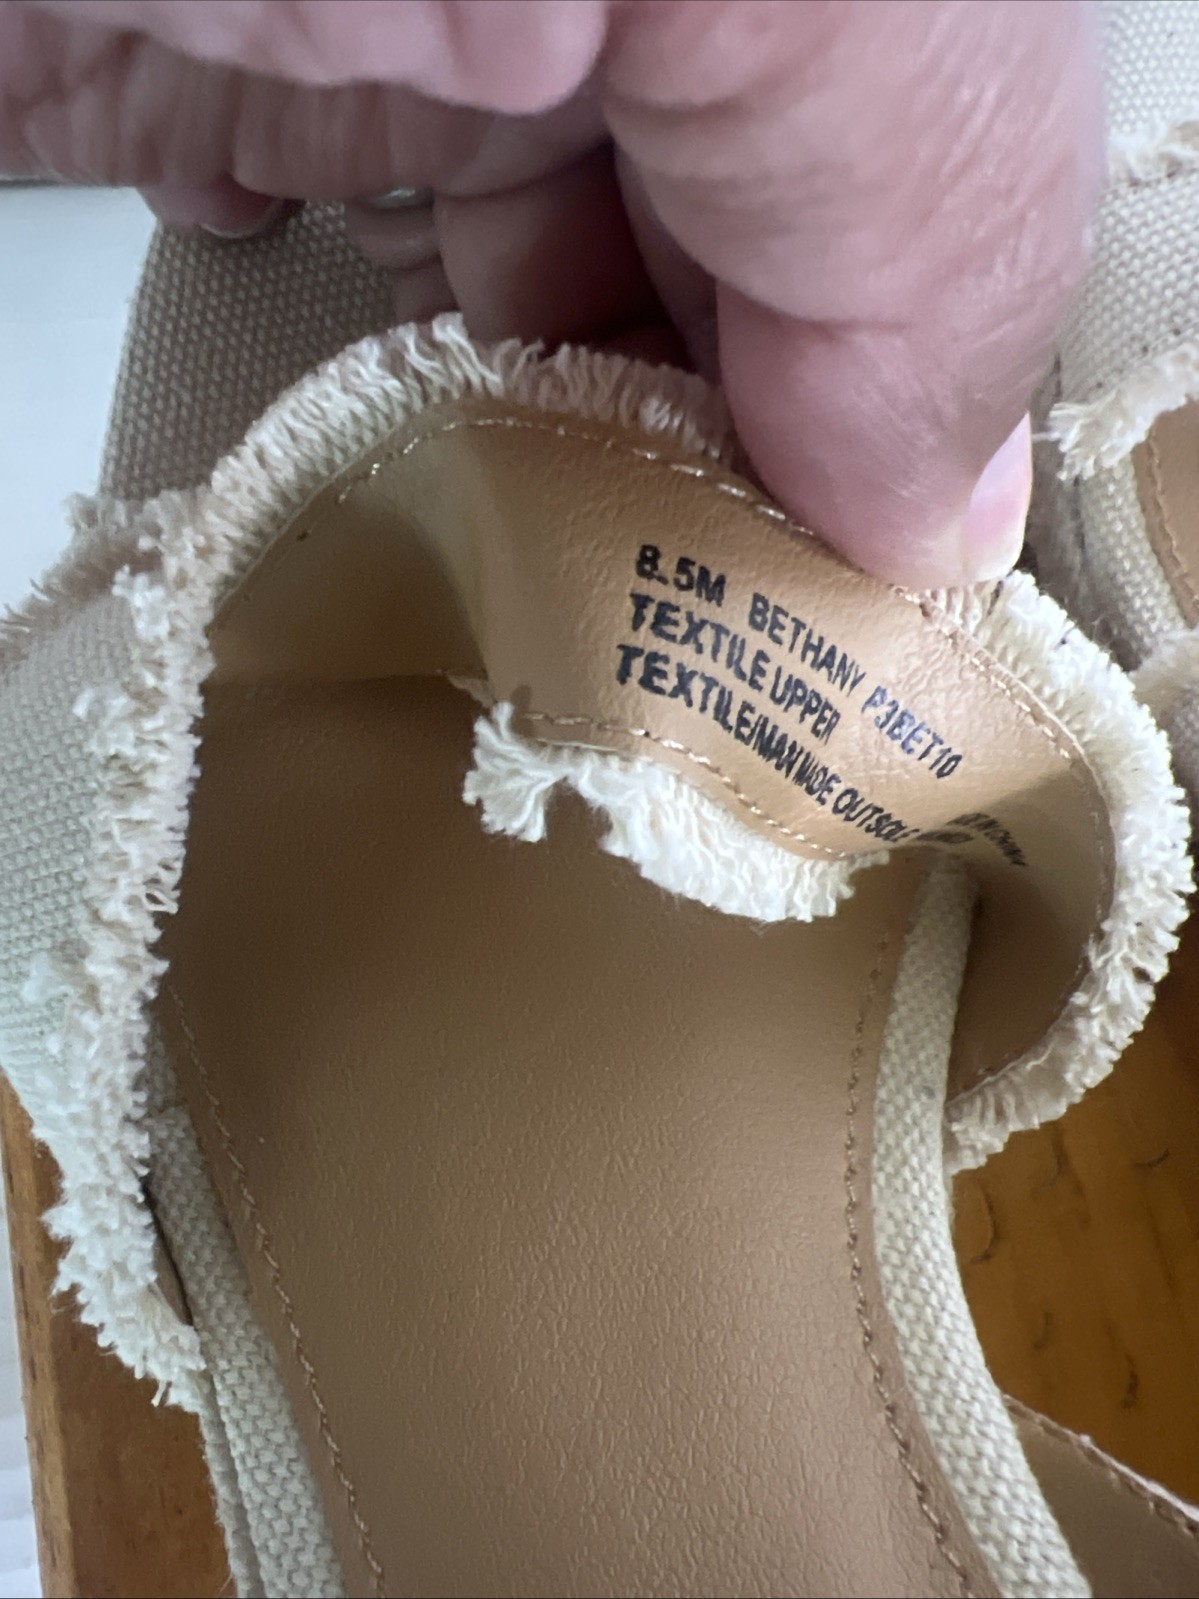 8.5M BETHANY P3BET10
TEXTILE UPPER
TEXTILE/MAN MADE OUTSOLE